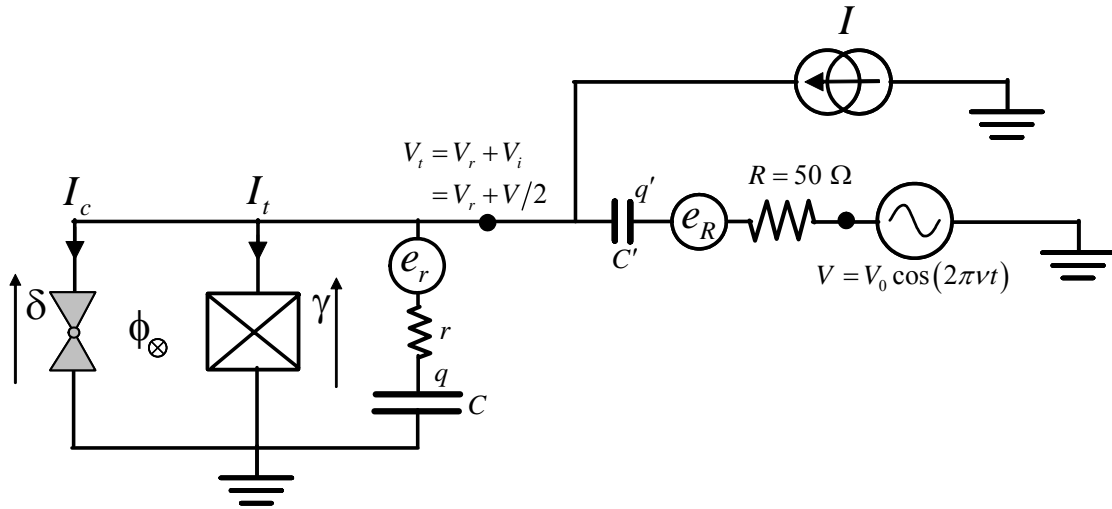 I
V_t = V_r + V_i
= V_r + V/2
R = 50 Ω
I_c
I_t
q′
e_R
e_r
C′
V = V_0 cos(2πνt)
δ
ϕ
γ
r
q
C